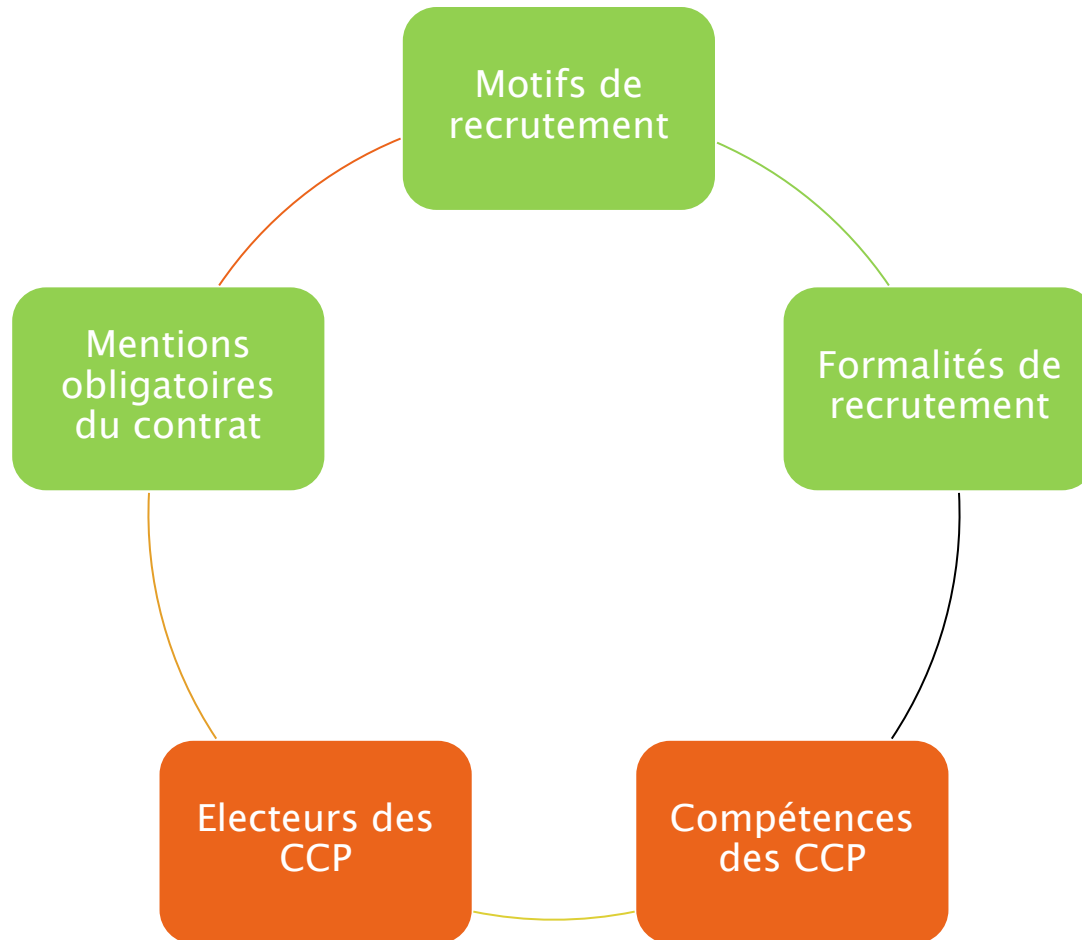 Motifs de
recrutement
Formalités de
recrutement
Compétences
des CCP
Electeurs des
CCP
Mentions
obligatoires
du contrat